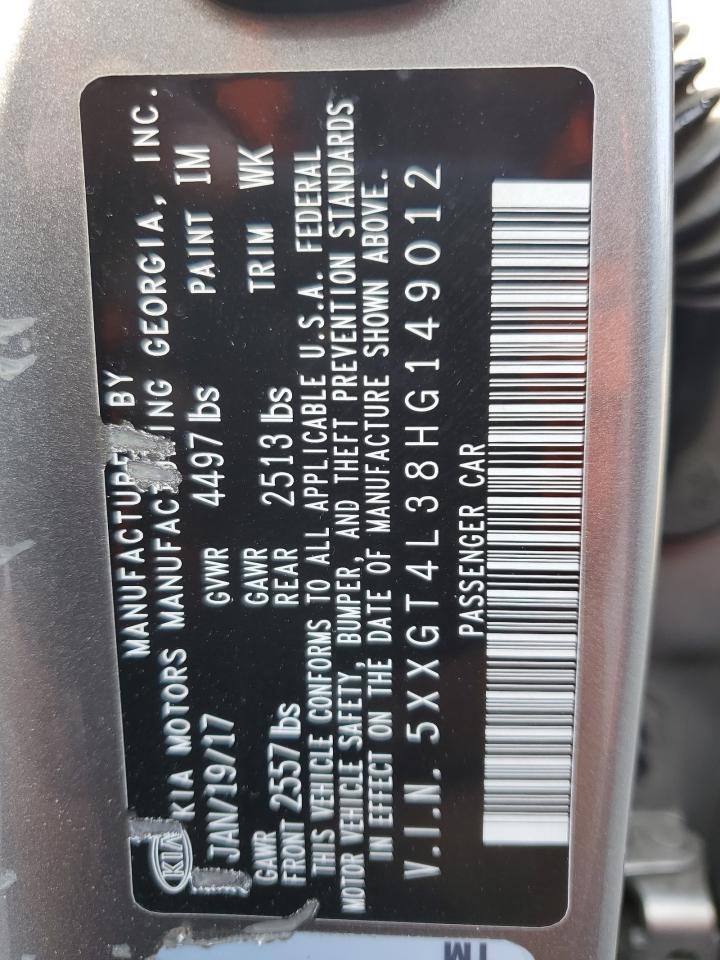 MANUFACTURED BY
KIA
KIA MOTORS MANUFACTURING GEORGIA, INC.
JAN/19/17 GVWR 4497 lbs PAINT IM
GAWR FRONT 2557 lbs GAWR REAR 2513 lbs TRIM WK
THIS VEHICLE CONFORMS TO ALL APPLICABLE U.S.A. FEDERAL
MOTOR VEHICLE SAFETY, BUMPER, AND THEFT PREVENTION STANDARDS
IN EFFECT ON THE DATE OF MANUFACTURE SHOWN ABOVE.
V.I.N. 5XXGT4L38HG149012
PASSENGER CAR
TM